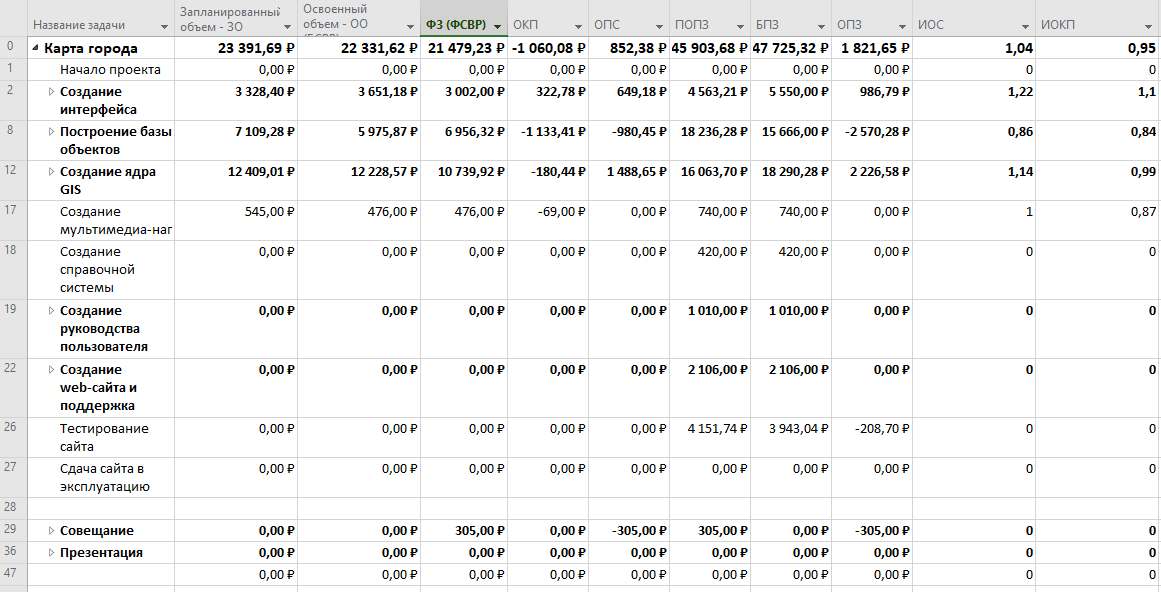 Название задачи Запланированный объем - ЗО Освоенный объем - ОО (БСВР) ФЗ (ФСВР) ОКП ОПС ПОПЗ БПЗ ОПЗ ИОС ИОКП
0 Карта города 23 391,69 ₽ 22 331,62 ₽ 21 479,23 ₽ -1 060,08 ₽ 852,38 ₽ 45 903,68 ₽ 47 725,32 ₽ 1 821,65 ₽ 1,04 0,95
1 Начало проекта 0,00 ₽ 0,00 ₽ 0,00 ₽ 0,00 ₽ 0,00 ₽ 0,00 ₽ 0,00 ₽ 0,00 ₽ 0 0
2 Создание 3 328,40 ₽ 3 651,18 ₽ 3 002,00 ₽ 322,78 ₽ 649,18 ₽ 4 563,21 ₽ 5 550,00 ₽ 986,79 ₽ 1,22 1,1
интерфейса
8 Построение базы 7 109,28 ₽ 5 975,87 ₽ 6 956,32 ₽ -1 133,41 ₽ -980,45 ₽ 18 236,28 ₽ 15 666,00 ₽ -2 570,28 ₽ 0,86 0,84
объектов
12 Создание ядра 12 409,01 ₽ 12 228,57 ₽ 10 739,92 ₽ -180,44 ₽ 1 488,65 ₽ 16 063,70 ₽ 18 290,28 ₽ 2 226,58 ₽ 1,14 0,99
GIS
17 Создание 545,00 ₽ 476,00 ₽ 476,00 ₽ -69,00 ₽ 0,00 ₽ 740,00 ₽ 740,00 ₽ 0,00 ₽ 1 0,87
мультимедиа-наг
18 Создание 0,00 ₽ 0,00 ₽ 0,00 ₽ 0,00 ₽ 0,00 ₽ 420,00 ₽ 420,00 ₽ 0,00 ₽ 0 0
справочной
системы
19 Создание 0,00 ₽ 0,00 ₽ 0,00 ₽ 0,00 ₽ 0,00 ₽ 1 010,00 ₽ 1 010,00 ₽ 0,00 ₽ 0 0
руководства
пользователя
22 Создание 0,00 ₽ 0,00 ₽ 0,00 ₽ 0,00 ₽ 0,00 ₽ 2 106,00 ₽ 2 106,00 ₽ 0,00 ₽ 0 0
web-сайта и
поддержка
26 Тестирование 0,00 ₽ 0,00 ₽ 0,00 ₽ 0,00 ₽ 0,00 ₽ 4 151,74 ₽ 3 943,04 ₽ -208,70 ₽ 0 0
сайта
27 Сдача сайта в 0,00 ₽ 0,00 ₽ 0,00 ₽ 0,00 ₽ 0,00 ₽ 0,00 ₽ 0,00 ₽ 0,00 ₽ 0 0
эксплуатацию
28
29 Совещание 0,00 ₽ 0,00 ₽ 305,00 ₽ 0,00 ₽ -305,00 ₽ 305,00 ₽ 0,00 ₽ -305,00 ₽ 0 0
36 Презентация 0,00 ₽ 0,00 ₽ 0,00 ₽ 0,00 ₽ 0,00 ₽ 0,00 ₽ 0,00 ₽ 0,00 ₽ 0 0
47 0,00 ₽ 0,00 ₽ 0,00 ₽ 0,00 ₽ 0,00 ₽ 0,00 ₽ 0,00 ₽ 0,00 ₽ 0 0